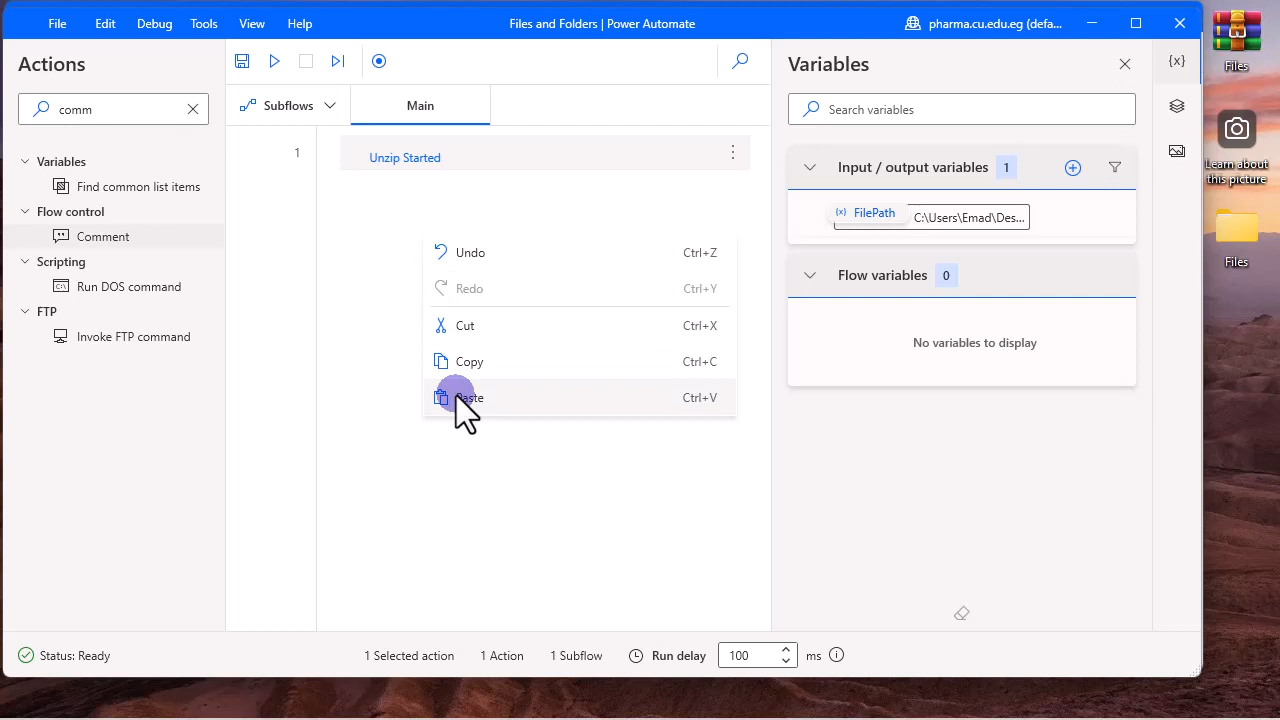 File Edit Debug Tools View Help
Files and Folders | Power Automate
pharma.cu.edu.eg (defa...
Actions
comm
Variables
Find common list items
Flow control
Comment
Scripting
Run DOS command
FTP
Invoke FTP command
Subflows
Main
1
Unzip Started
Undo Ctrl+Z
Redo Ctrl+Y
Cut Ctrl+X
Copy Ctrl+C
Paste Ctrl+V
Variables
{x}
Search variables
Input / output variables 1
(x) FilePath C:\Users\Emad\Des...
Flow variables 0
No variables to display
Status: Ready
1 Selected action
1 Action
1 Subflow
Run delay 100 ms
Files
Learn about
this picture
Files